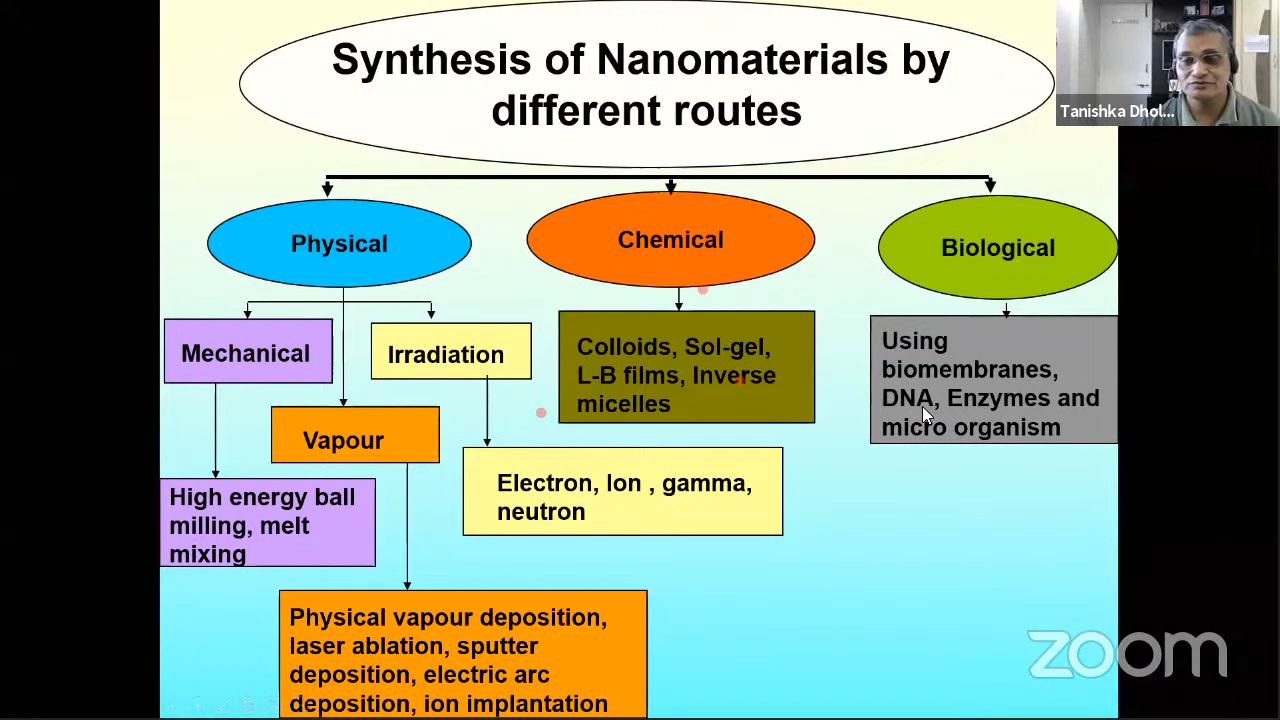 Synthesis of Nanomaterials by
different routes
Tanishka Dhol...
Physical
Chemical
Biological
Mechanical
Irradiation
Vapour
Colloids, Sol-gel,
L-B films, Inverse
micelles
Using
biomembranes,
DNA, Enzymes and
micro organism
High energy ball
milling, melt
mixing
Electron, Ion , gamma,
neutron
Physical vapour deposition,
laser ablation, sputter
deposition, electric arc
deposition, ion implantation
zoom